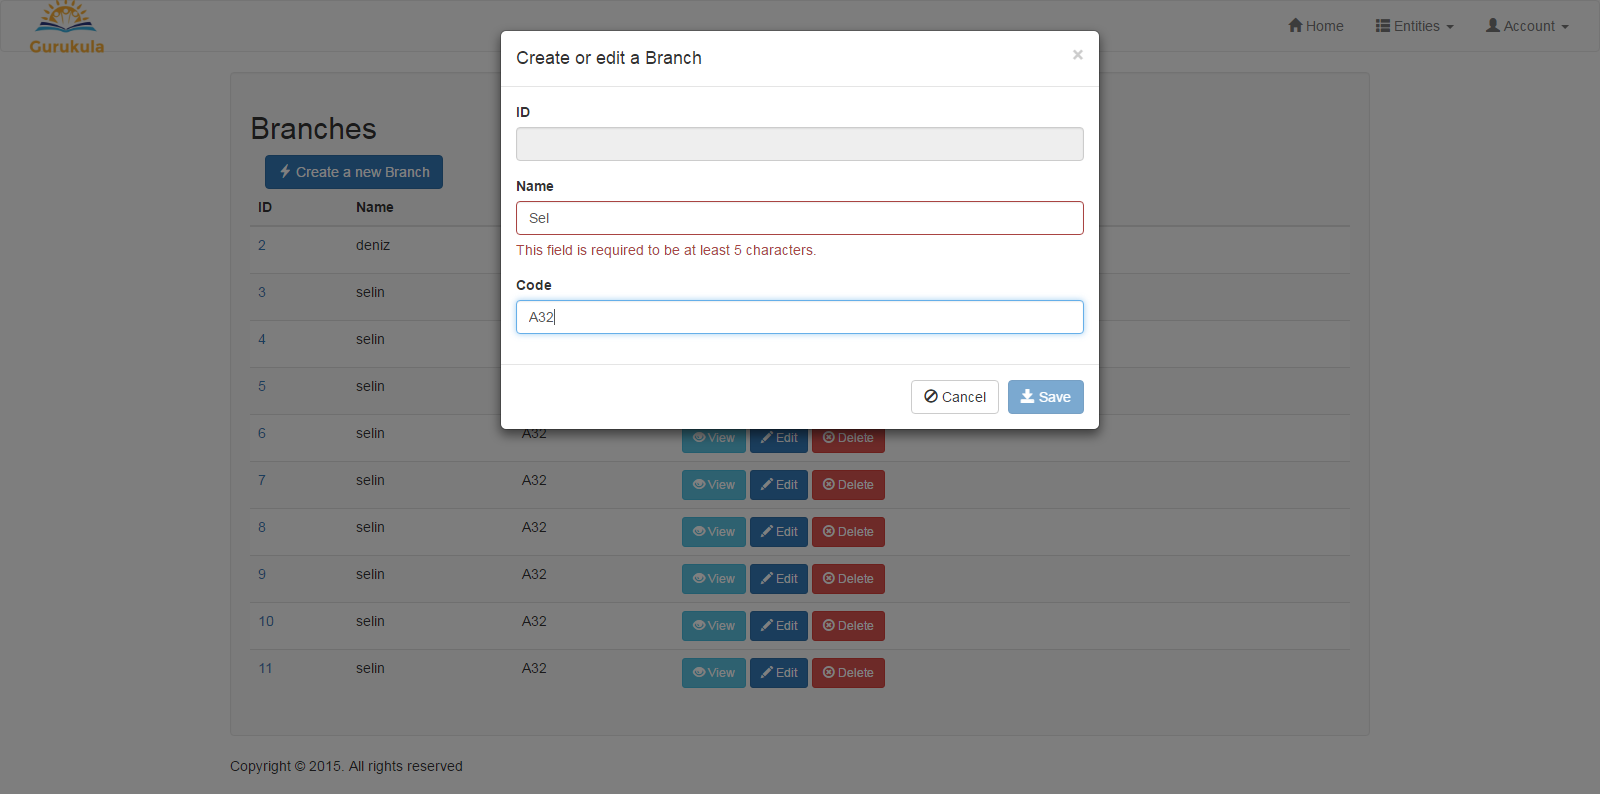 Gurukula
Home Entities Account
Create or edit a Branch ×
ID
Name
Sel
This field is required to be at least 5 characters.
Code
A32
Cancel Save
Branches
Create a new Branch
ID Name
2 deniz
3 selin
4 selin
5 selin
6 selin A32 View Edit Delete
7 selin A32 View Edit Delete
8 selin A32 View Edit Delete
9 selin A32 View Edit Delete
10 selin A32 View Edit Delete
11 selin A32 View Edit Delete
Copyright © 2015. All rights reserved